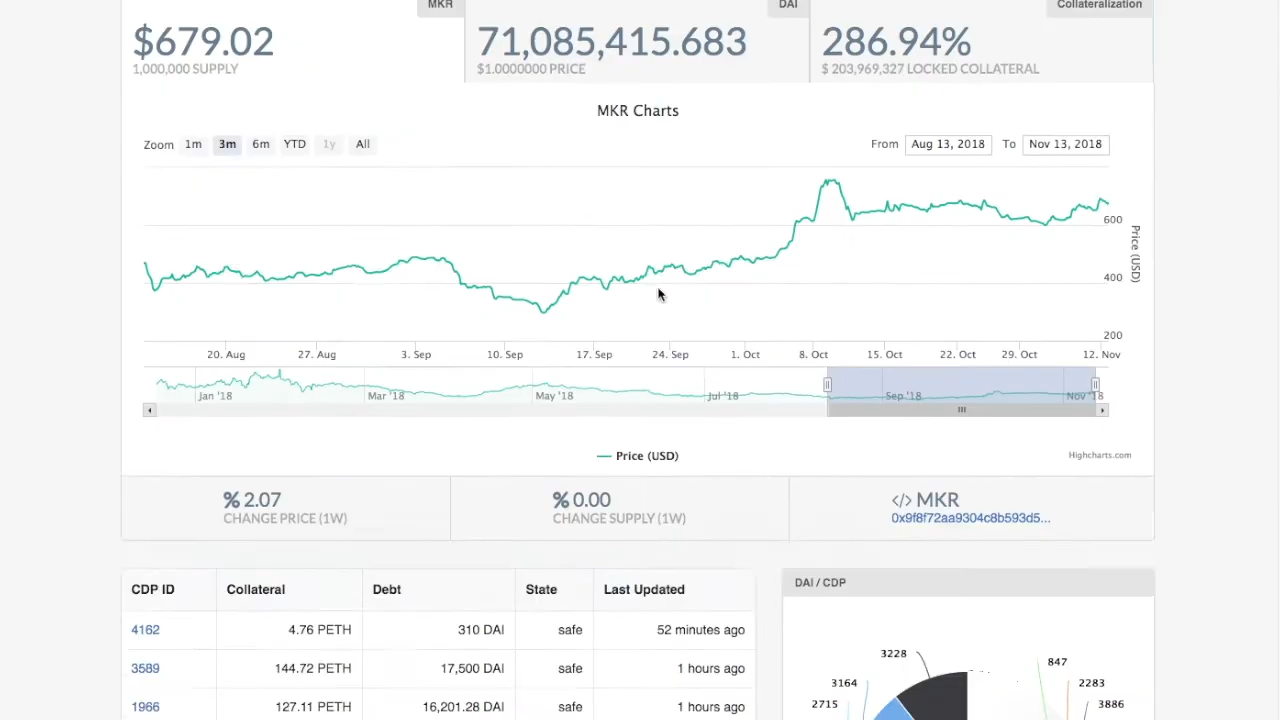 MKR
DAI
Collateralization
$679.02
1,000,000 SUPPLY
71,085,415.683
$1.0000000 PRICE
286.94%
$ 203,969,327 LOCKED COLLATERAL
MKR Charts
Zoom 1m 3m 6m YTD 1y All
From Aug 13, 2018 To Nov 13, 2018
600
400
200
Price (USD)
20. Aug 27. Aug 3. Sep 10. Sep 17. Sep 24. Sep 1. Oct 8. Oct 15. Oct 22. Oct 29. Oct 12. Nov
Jan '18 Mar '18 May '18 Jul '18 Sep '18 Nov '18
Price (USD)
Highcharts.com
% 2.07
CHANGE PRICE (1W)
% 0.00
CHANGE SUPPLY (1W)
</> MKR
0x9f8f72aa9304c8b593d5...
CDP ID Collateral Debt State Last Updated
4162 4.76 PETH 310 DAI safe 52 minutes ago
3589 144.72 PETH 17,500 DAI safe 1 hours ago
1966 127.11 PETH 16,201.28 DAI safe 1 hours ago
DAI / CDP
3228
847
3164
2283
2715
3886